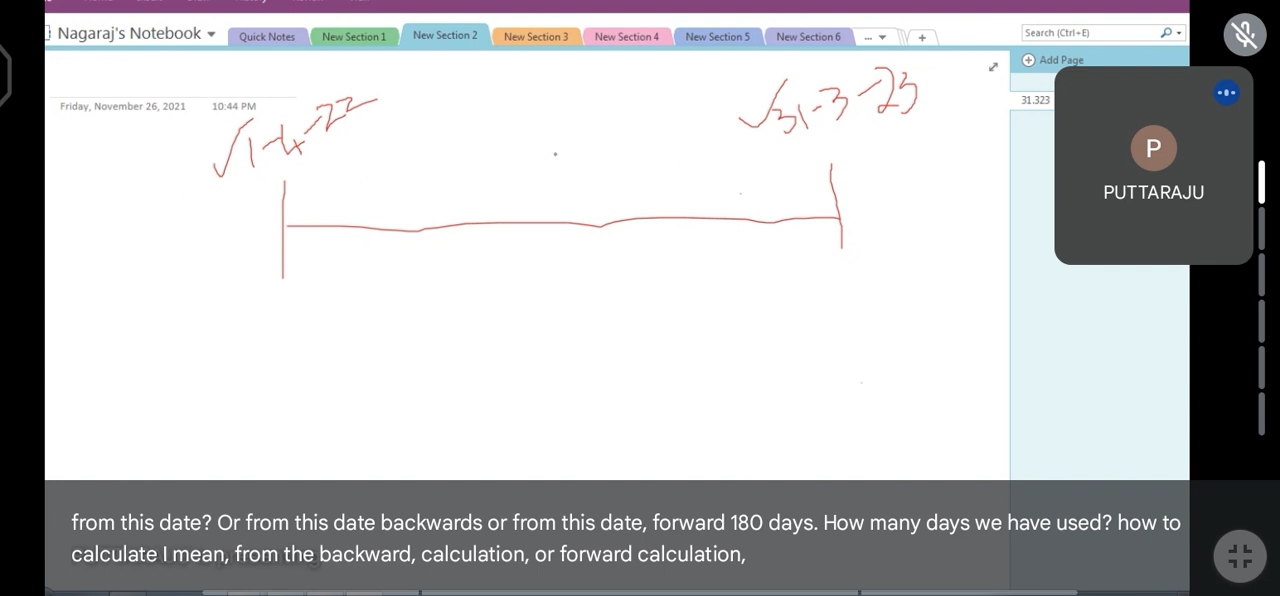 Nagaraj's Notebook
Quick Notes
New Section 1
New Section 2
New Section 3
New Section 4
New Section 5
New Section 6
...
+
Search (Ctrl+E)
Add Page
Friday, November 26, 2021 10:44 PM
31.323
√1-4-22
√31-3-23
P
PUTTARAJU
from this date? Or from this date backwards or from this date, forward 180 days. How many days we have used? how to
calculate I mean, from the backward, calculation, or forward calculation,